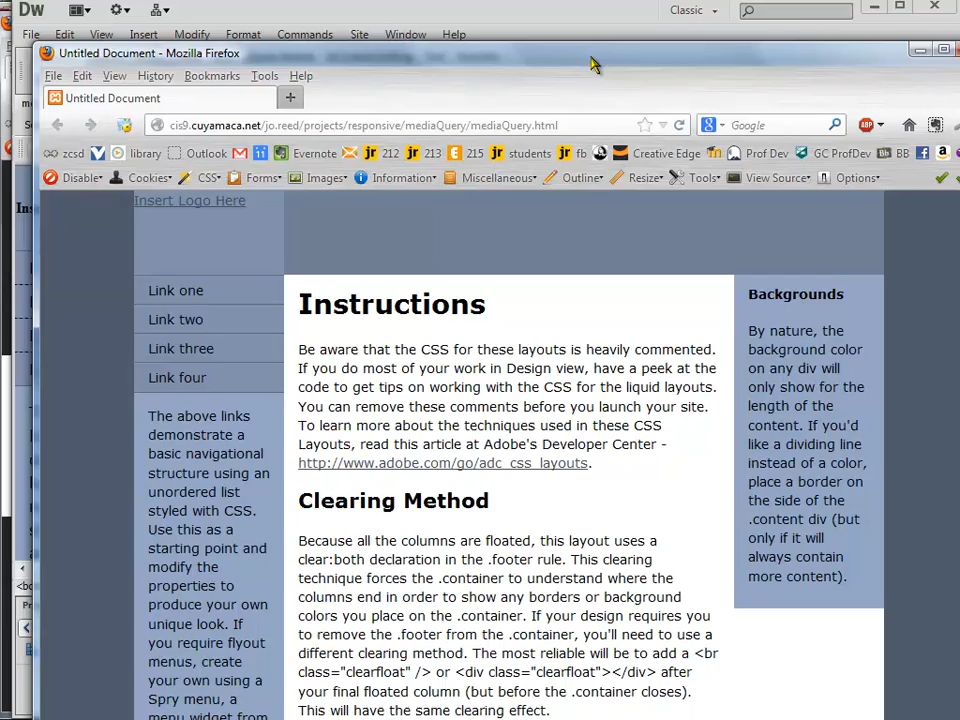 Dw
Classic
File Edit View Insert Modify Format Commands Site Window Help
Untitled Document - Mozilla Firefox
File Edit View History Bookmarks Tools Help
Untitled Document
cis9.cuyamaca.net/jo.reed/projects/responsive/mediaQuery/mediaQuery.html
Google
zcsd library Outlook Evernote 212 213 215 students fb Creative Edge Prof Dev GC ProfDev BB
Disable Cookies CSS Forms Images Information Miscellaneous Outline Resize Tools View Source Options
Insert Logo Here
Link one
Link two
Link three
Link four
The above links
demonstrate a
basic navigational
structure using an
unordered list
styled with CSS.
Use this as a
starting point and
modify the
properties to
produce your own
unique look. If
you require flyout
menus, create
your own using a
Spry menu, a
menu widget from
Instructions
Be aware that the CSS for these layouts is heavily commented.
If you do most of your work in Design view, have a peek at the
code to get tips on working with the CSS for the liquid layouts.
You can remove these comments before you launch your site.
To learn more about the techniques used in these CSS
Layouts, read this article at Adobe's Developer Center -
http://www.adobe.com/go/adc_css_layouts.
Clearing Method
Because all the columns are floated, this layout uses a
clear:both declaration in the .footer rule. This clearing
technique forces the .container to understand where the
columns end in order to show any borders or background
colors you place on the .container. If your design requires you
to remove the .footer from the .container, you'll need to use a
different clearing method. The most reliable will be to add a <br
class="clearfloat" /> or <div class="clearfloat"></div> after
your final floated column (but before the .container closes).
This will have the same clearing effect.
Backgrounds
By nature, the
background color
on any div will
only show for the
length of the
content. If you'd
like a dividing line
instead of a color,
place a border on
the side of the
.content div (but
only if it will
always contain
more content).